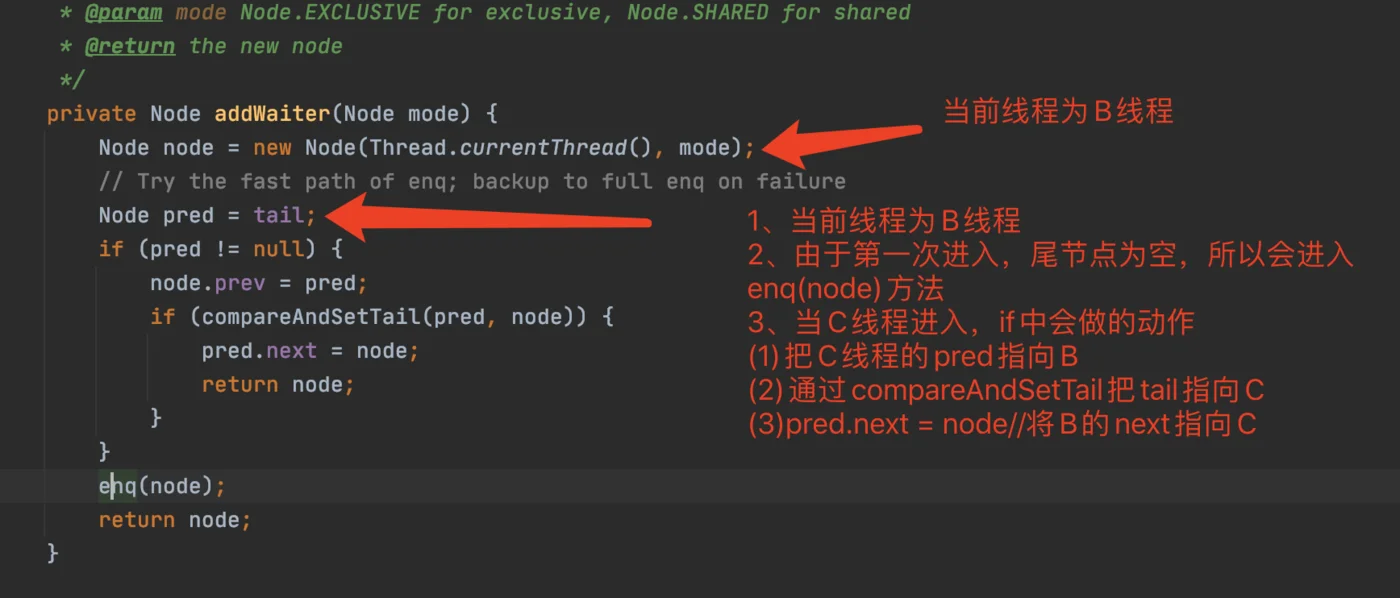 * @param mode Node.EXCLUSIVE for exclusive, Node.SHARED for shared
* @return the new node
*/
private Node addWaiter(Node mode) {
当前线程为B线程
Node node = new Node(Thread.currentThread(), mode);
// Try the fast path of enq; backup to full enq on failure
Node pred = tail;
if (pred != null) {
node.prev = pred;
if (compareAndSetTail(pred, node)) {
pred.next = node;
return node;
}
}
enq(node);
return node;
}
1、当前线程为B线程
2、由于第一次进入，尾节点为空，所以会进入
enq(node)方法
3、当C线程进入，if中会做的动作
(1)把C线程的pred指向B
(2)通过compareAndSetTail把tail指向C
(3)pred.next = node//将B的next指向C